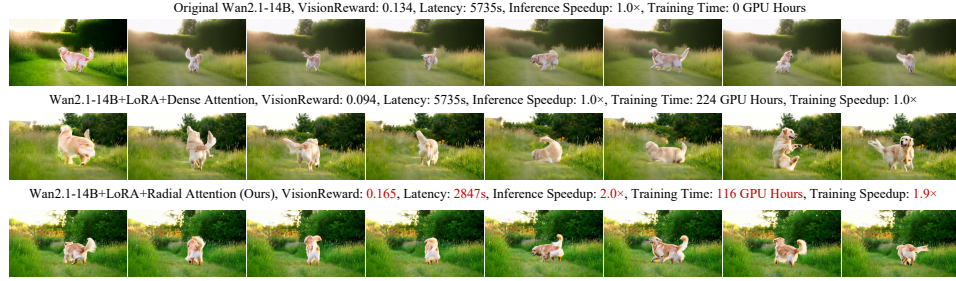 Original Wan2.1-14B, VisionReward: 0.134, Latency: 5735s, Inference Speedup: 1.0×, Training Time: 0 GPU Hours
Wan2.1-14B+LoRA+Dense Attention, VisionReward: 0.094, Latency: 5735s, Inference Speedup: 1.0×, Training Time: 224 GPU Hours, Training Speedup: 1.0×
Wan2.1-14B+LoRA+Radial Attention (Ours), VisionReward: 0.165, Latency: 2847s, Inference Speedup: 2.0×, Training Time: 116 GPU Hours, Training Speedup: 1.9×